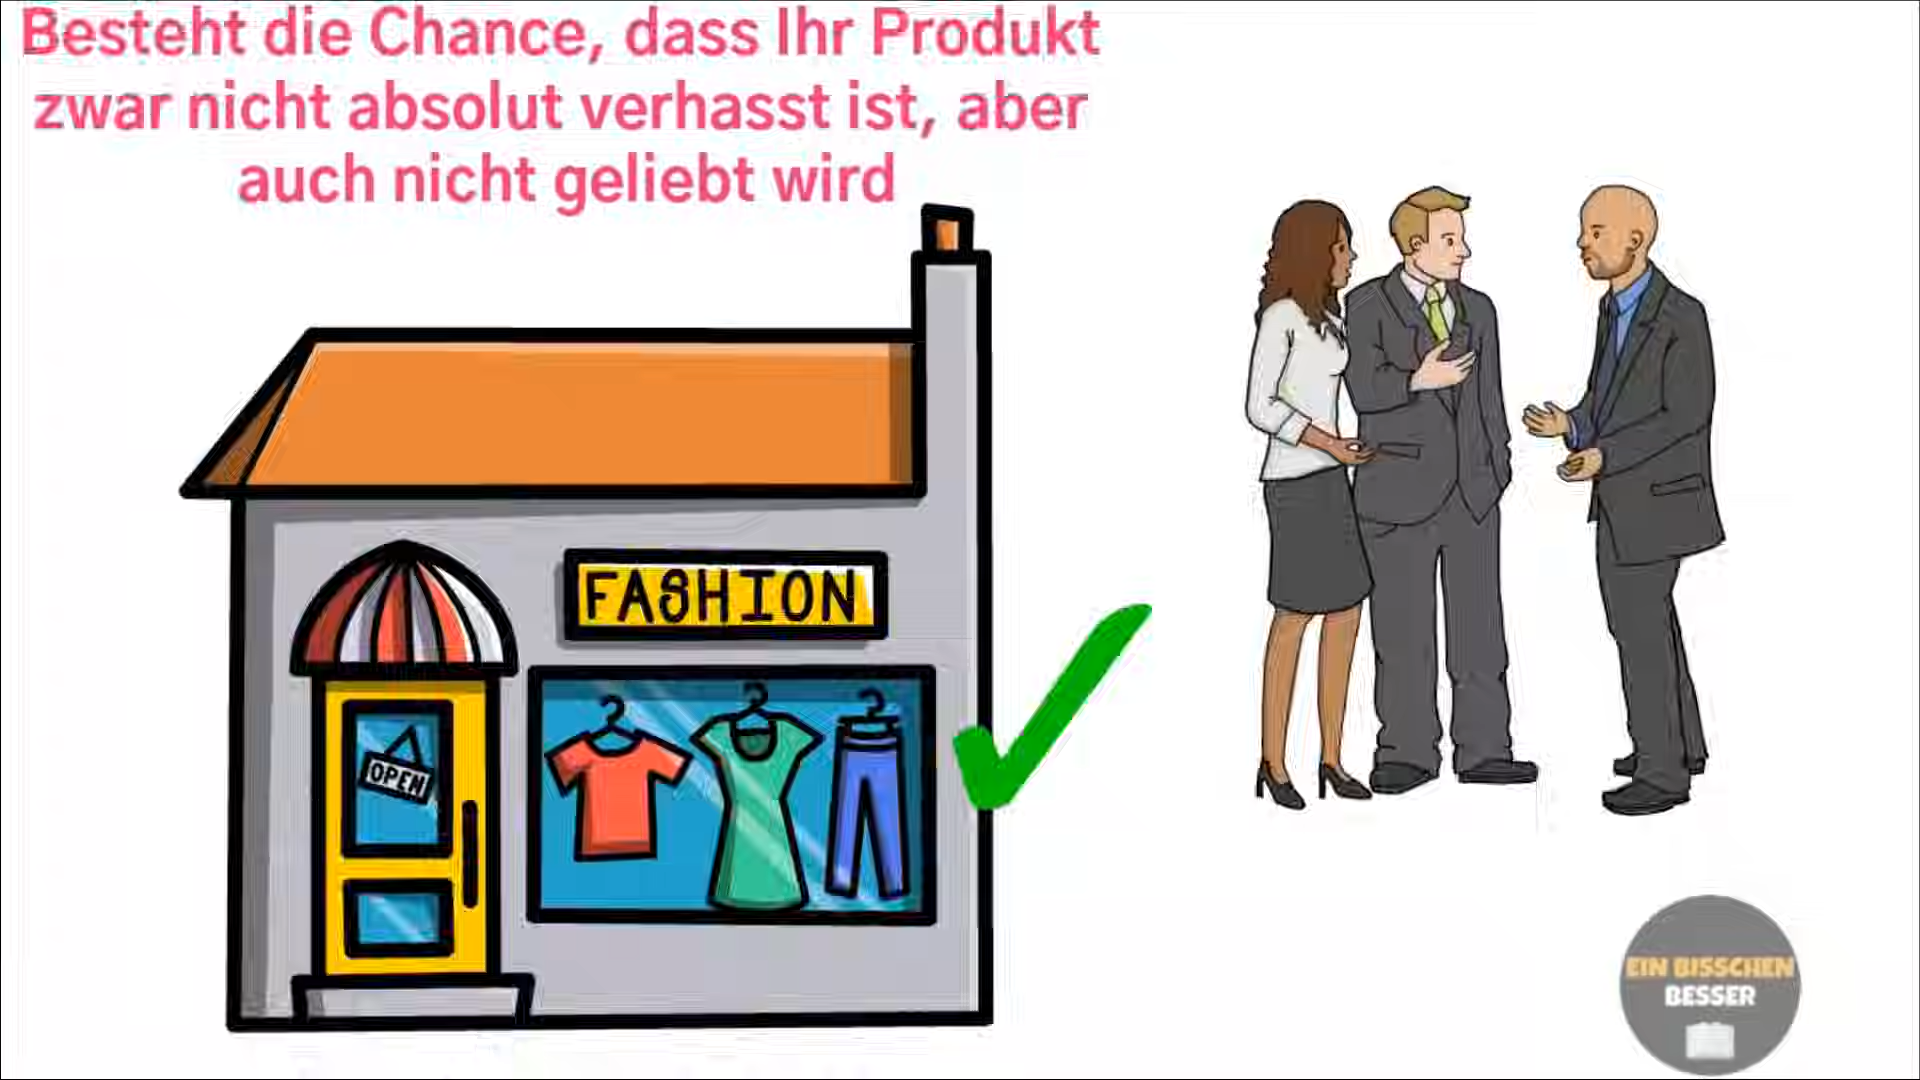 Besteht die Chance, dass Ihr Produkt
zwar nicht absolut verhasst ist, aber
auch nicht geliebt wird
FASHION
OPEN
EIN BISSCHEN
BESSER